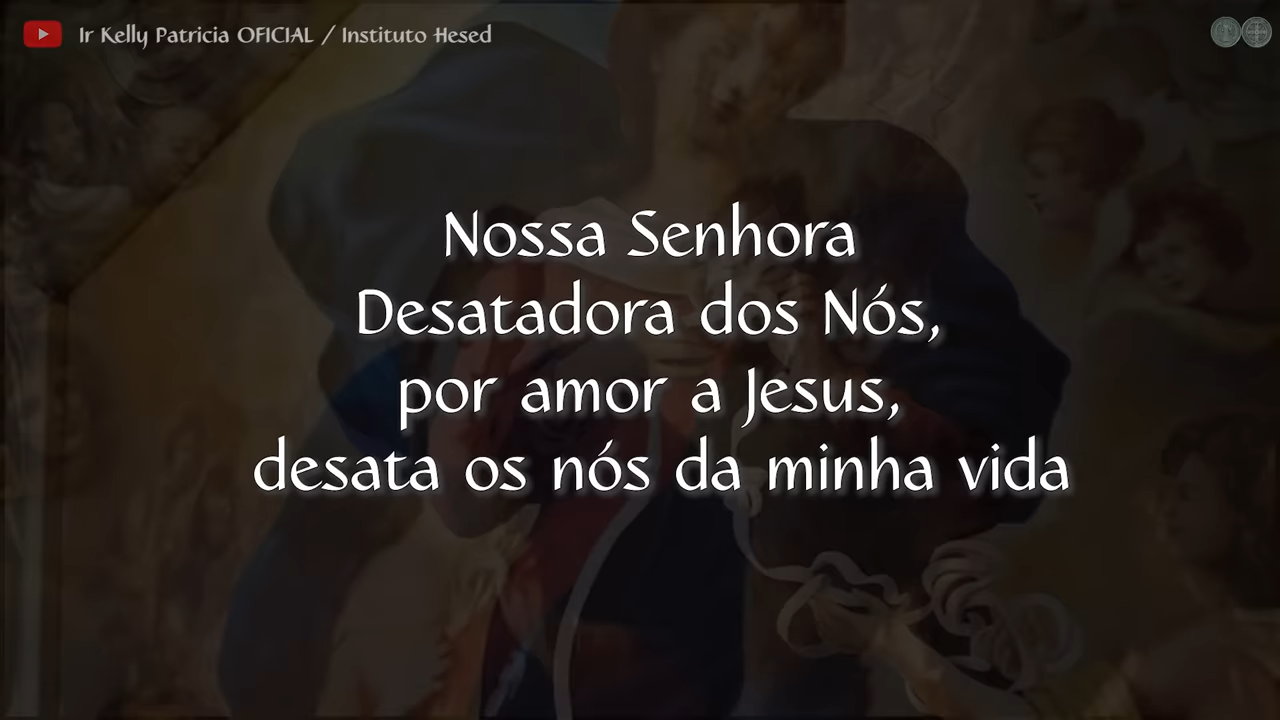 Ir Kelly Patricia OFICIAL / Instituto Hesed
Nossa Senhora
Desatadora dos Nós,
por amor a Jesus,
desata os nós da minha vida